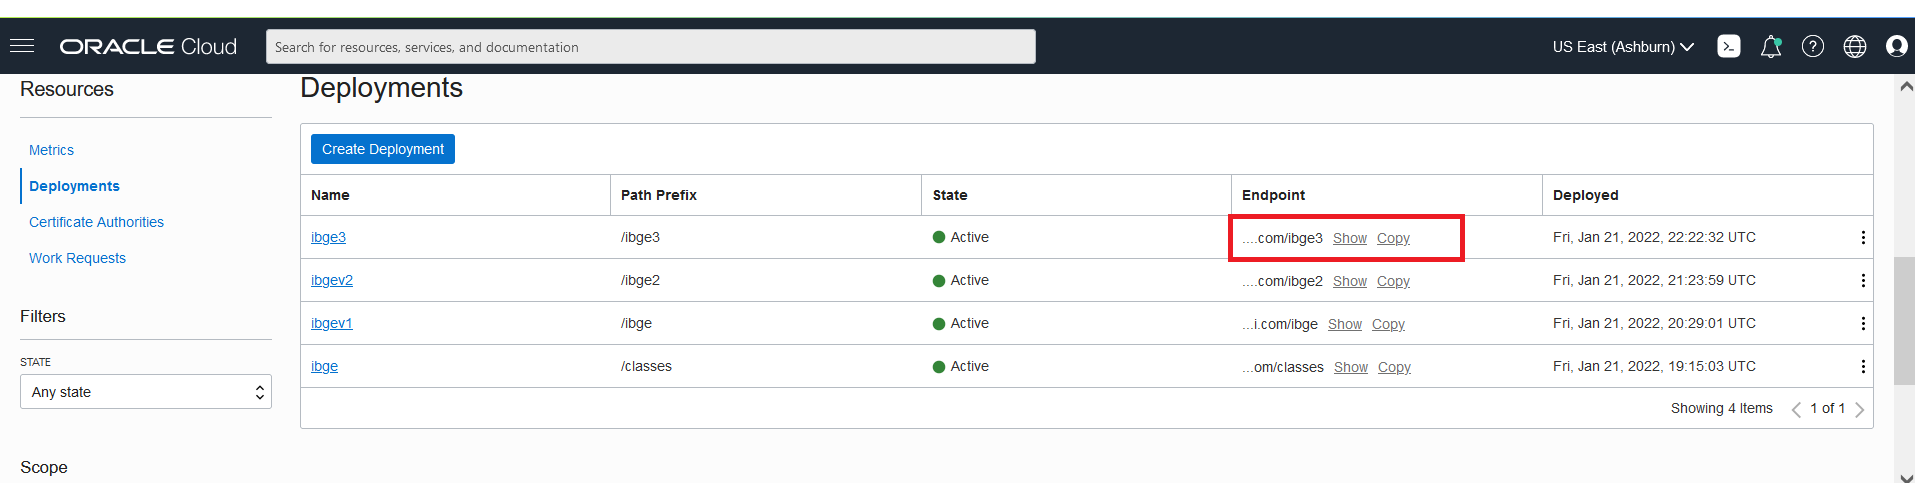 ORACLE Cloud
Search for resources, services, and documentation
US East (Ashburn)
Resources
Metrics
Deployments
Certificate Authorities
Work Requests
Filters
STATE
Any state
Scope
Deployments
Create Deployment
Name Path Prefix State Endpoint Deployed
ibge3 /ibge3 Active ....com/ibge3 Show Copy Fri, Jan 21, 2022, 22:22:32 UTC
ibgev2 /ibge2 Active ....com/ibge2 Show Copy Fri, Jan 21, 2022, 21:23:59 UTC
ibgev1 /ibge Active ...i.com/ibge Show Copy Fri, Jan 21, 2022, 20:29:01 UTC
ibge /classes Active ...om/classes Show Copy Fri, Jan 21, 2022, 19:15:03 UTC
Showing 4 Items 1 of 1